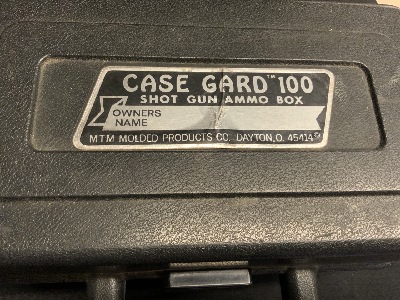 CASE GARD™ 100
SHOT GUN AMMO BOX
OWNERS
NAME
MTM MOLDED PRODUCTS CO. DAYTON, O. 45414